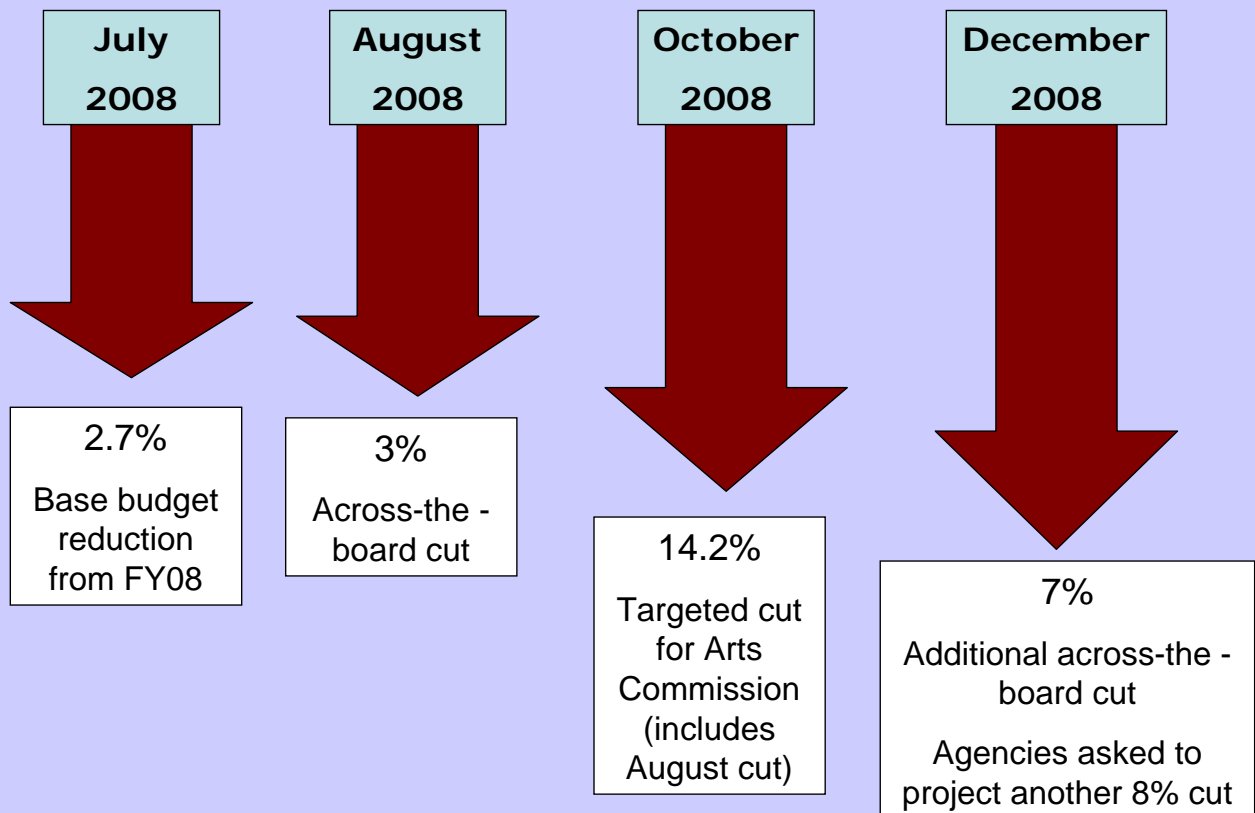 July
2008
2.7%
Base budget
reduction
from FY08
August
2008
3%
Across-the -
board cut
October
2008
14.2%
Targeted cut
for Arts
Commission
(includes
August cut)
December
2008
7%
Additional across-the -
board cut
Agencies asked to
project another 8% cut